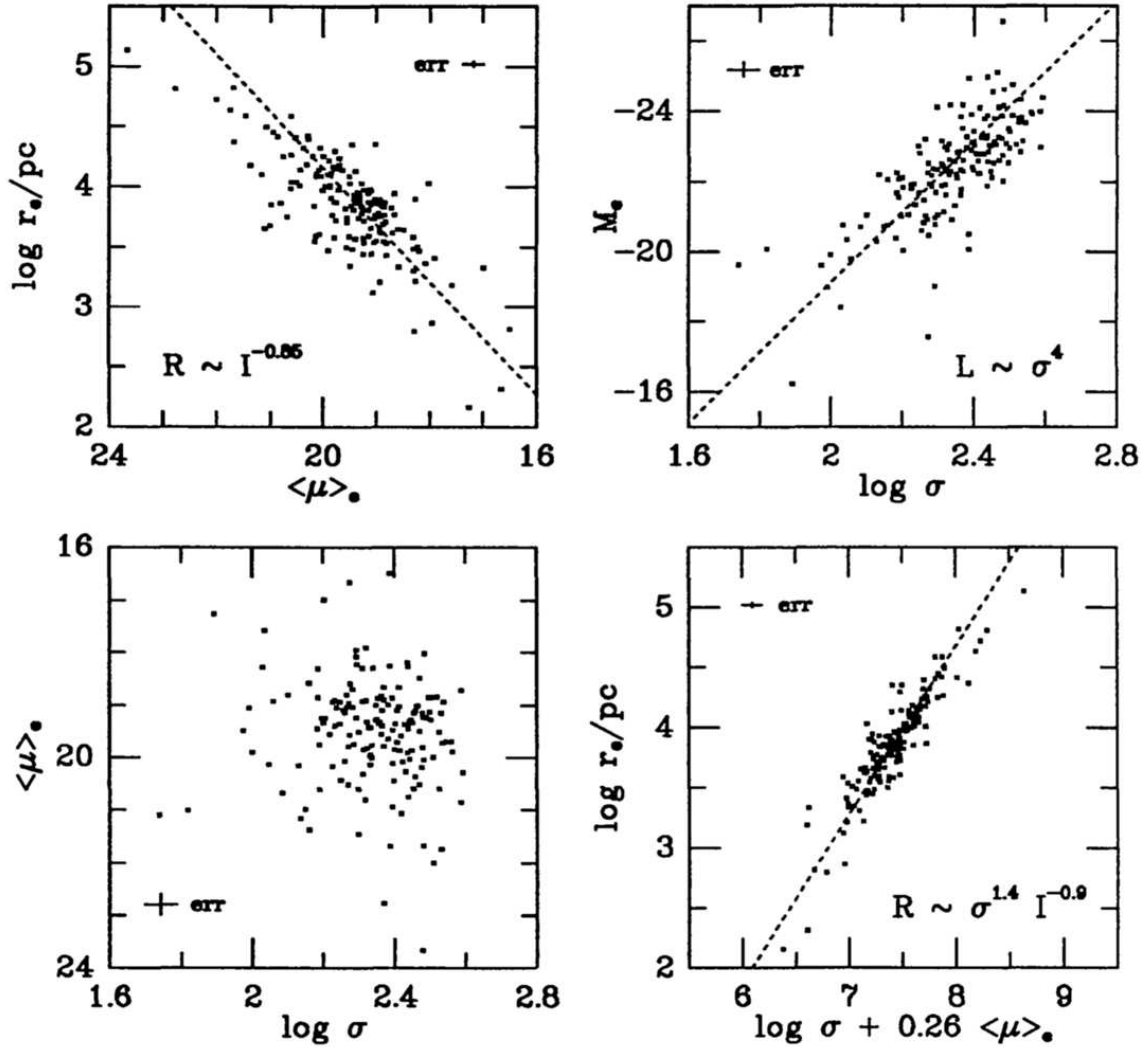 5
4
3
2
log r_e/pc
err
R ~ I^-0.85
24
20
16
<μ>_e
-24
-20
-16
M_e
err
L ~ σ^4
1.6
2
2.4
2.8
log σ
16
20
24
<μ>_e
err
1.6
2
2.4
2.8
log σ
5
4
3
2
log r_e/pc
err
R ~ σ^1.4 I^-0.9
6
7
8
9
log σ + 0.26 <μ>_e